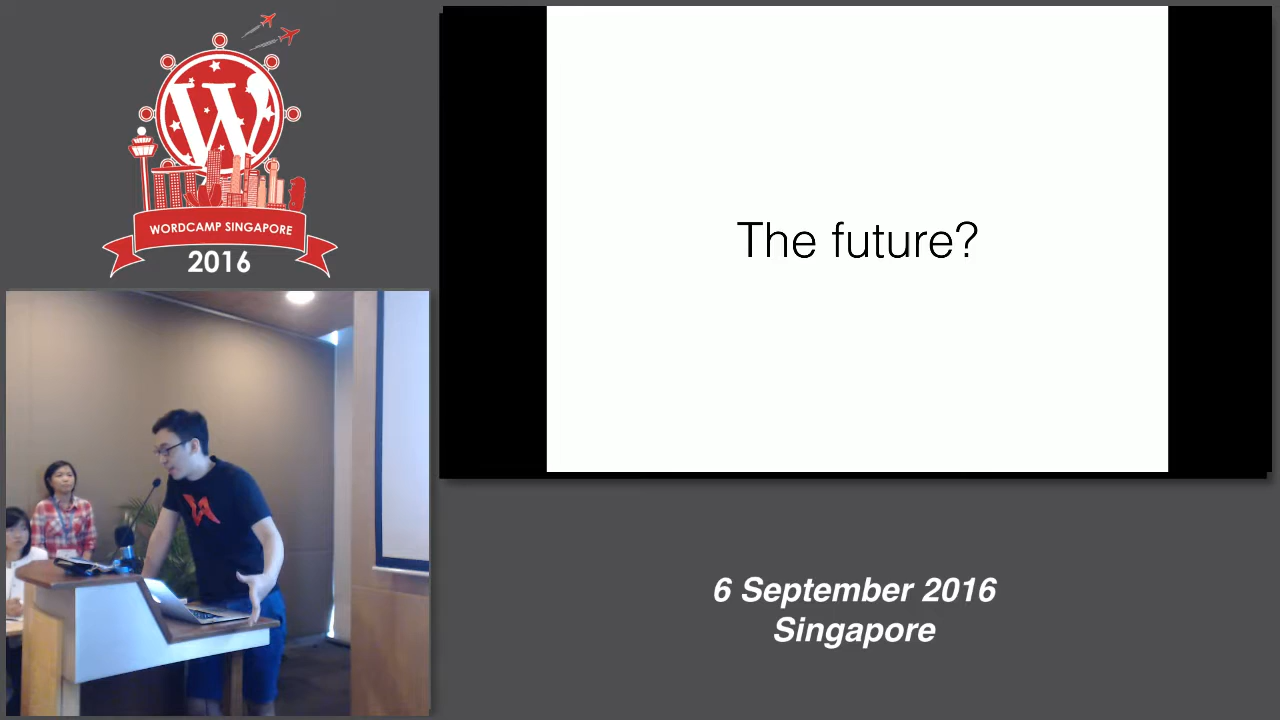 W
WORDCAMP SINGAPORE
2016
The future?
6 September 2016
Singapore